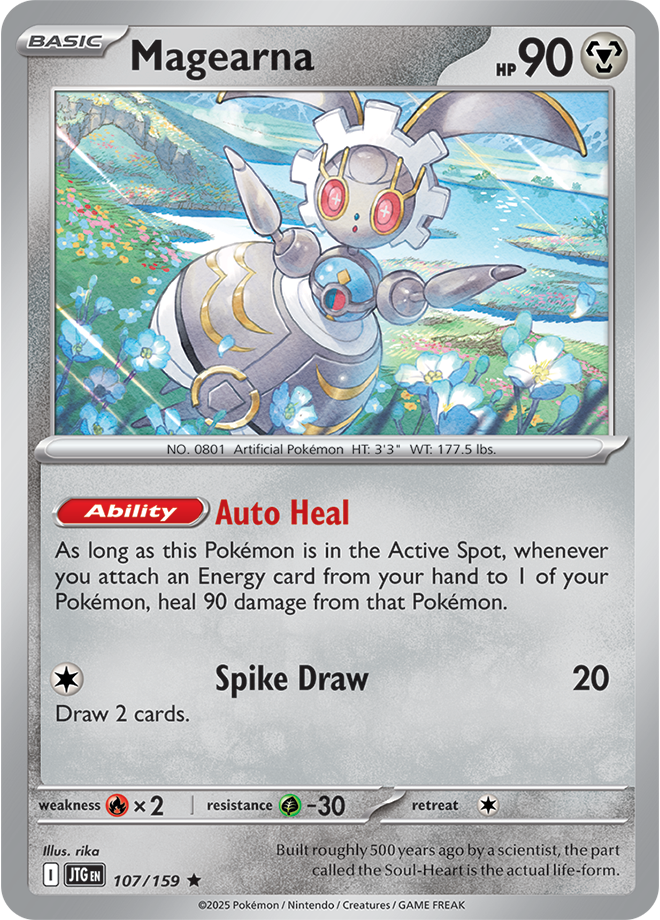 BASIC
Magearna
HP 90
NO. 0801 Artificial Pokémon HT: 3'3" WT: 177.5 lbs.
Ability Auto Heal
As long as this Pokémon is in the Active Spot, whenever
you attach an Energy card from your hand to 1 of your
Pokémon, heal 90 damage from that Pokémon.
Spike Draw 20
Draw 2 cards.
weakness ×2 resistance -30 retreat
Illus. rika
Built roughly 500 years ago by a scientist, the part
called the Soul-Heart is the actual life-form.
I JTG EN 107/159 ★
©2025 Pokémon / Nintendo / Creatures / GAME FREAK